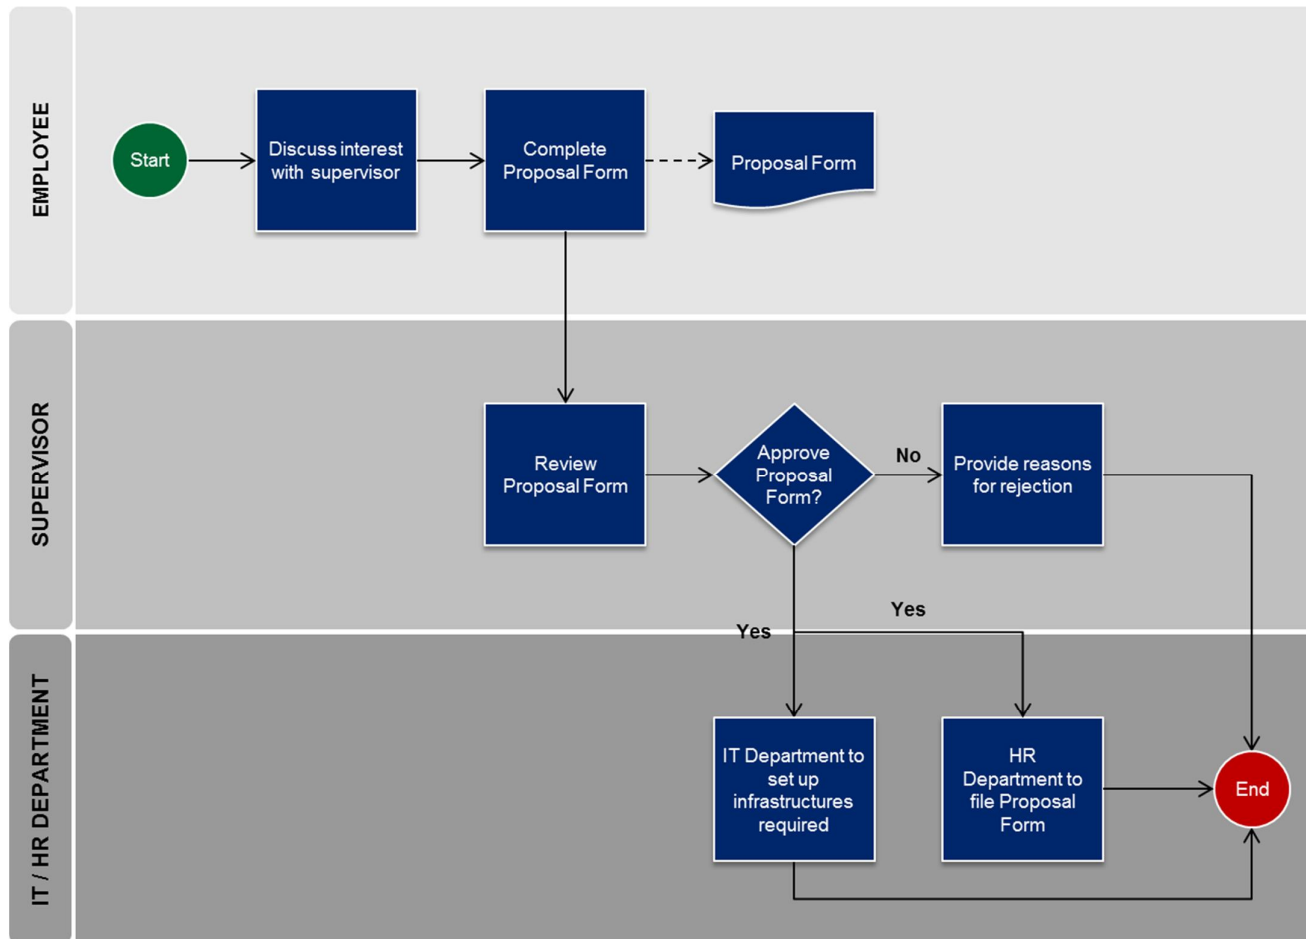 EMPLOYEE
Start
Discuss interest
with supervisor
Complete
Proposal Form
Proposal Form
SUPERVISOR
Review
Proposal Form
Approve
Proposal
Form?
No
Provide reasons
for rejection
Yes
Yes
IT / HR DEPARTMENT
IT Department to
set up
infrastructures
required
HR
Department to
file Proposal
Form
End